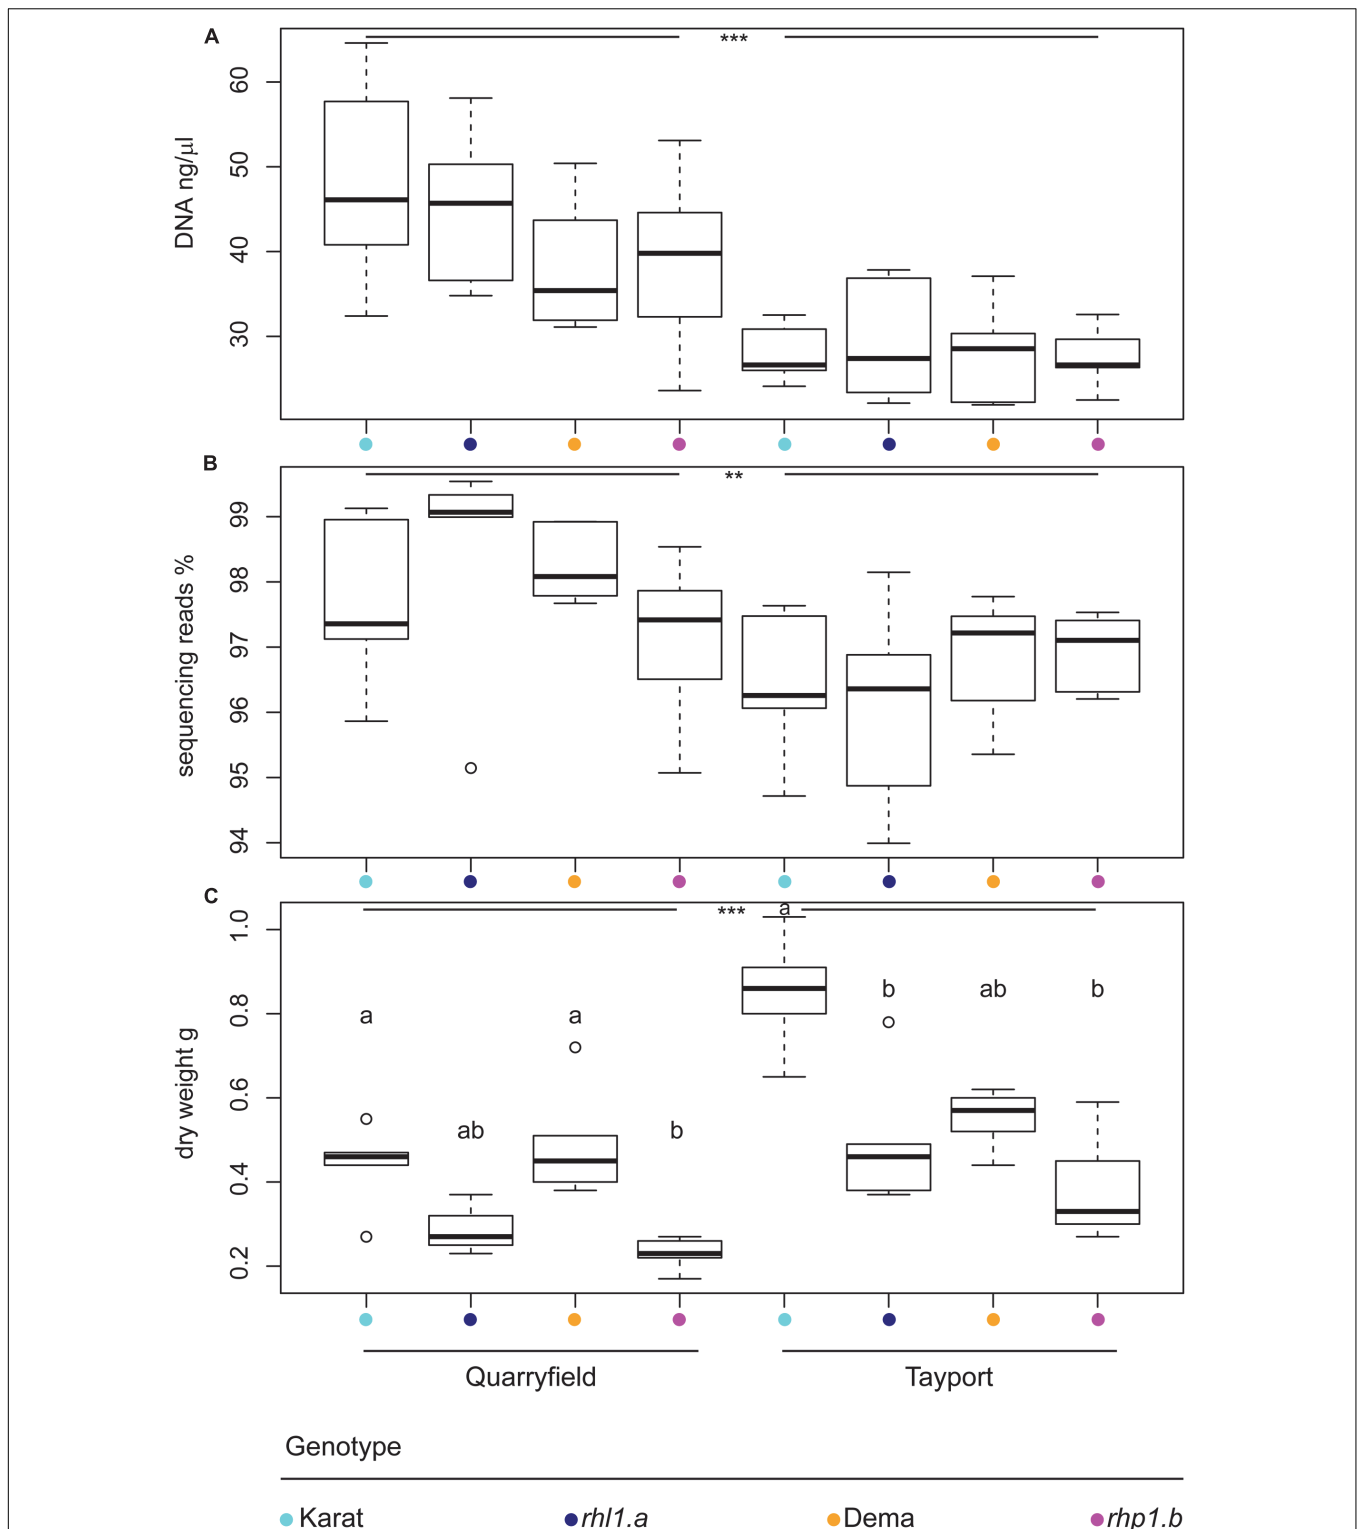 A
***
DNA ng/µl
60
50
40
30
B
**
sequencing reads %
99
98
97
96
95
94
C
*** a
dry weight g
1.0
0.8
0.6
0.4
0.2
b ab b
a a
ab b
Quarryfield Tayport
Genotype
Karat rhl1.a Dema rhp1.b